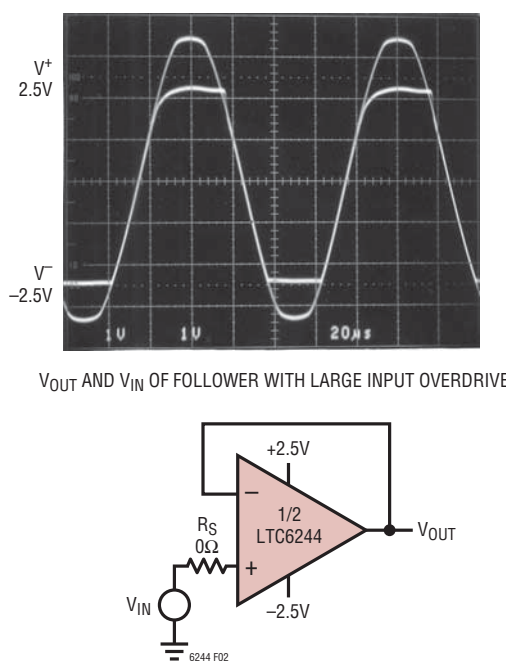 V+
2.5V
V−
−2.5V
1V 1V 20µs
VOUT AND VIN OF FOLLOWER WITH LARGE INPUT OVERDRIVE
+2.5V
−
1/2
LTC6244
RS
0Ω
+
VOUT
VIN
−2.5V
6244 F02